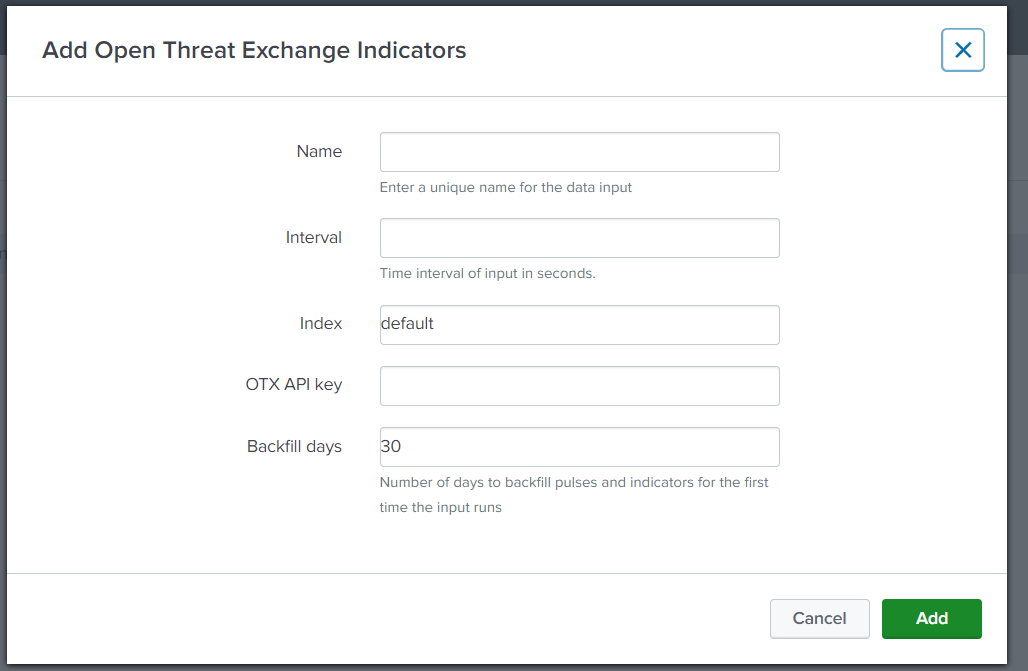 Add Open Threat Exchange Indicators
Name
Enter a unique name for the data input
Interval
Time interval of input in seconds.
Index
default
OTX API key
Backfill days
30
Number of days to backfill pulses and indicators for the first
time the input runs
Cancel
Add